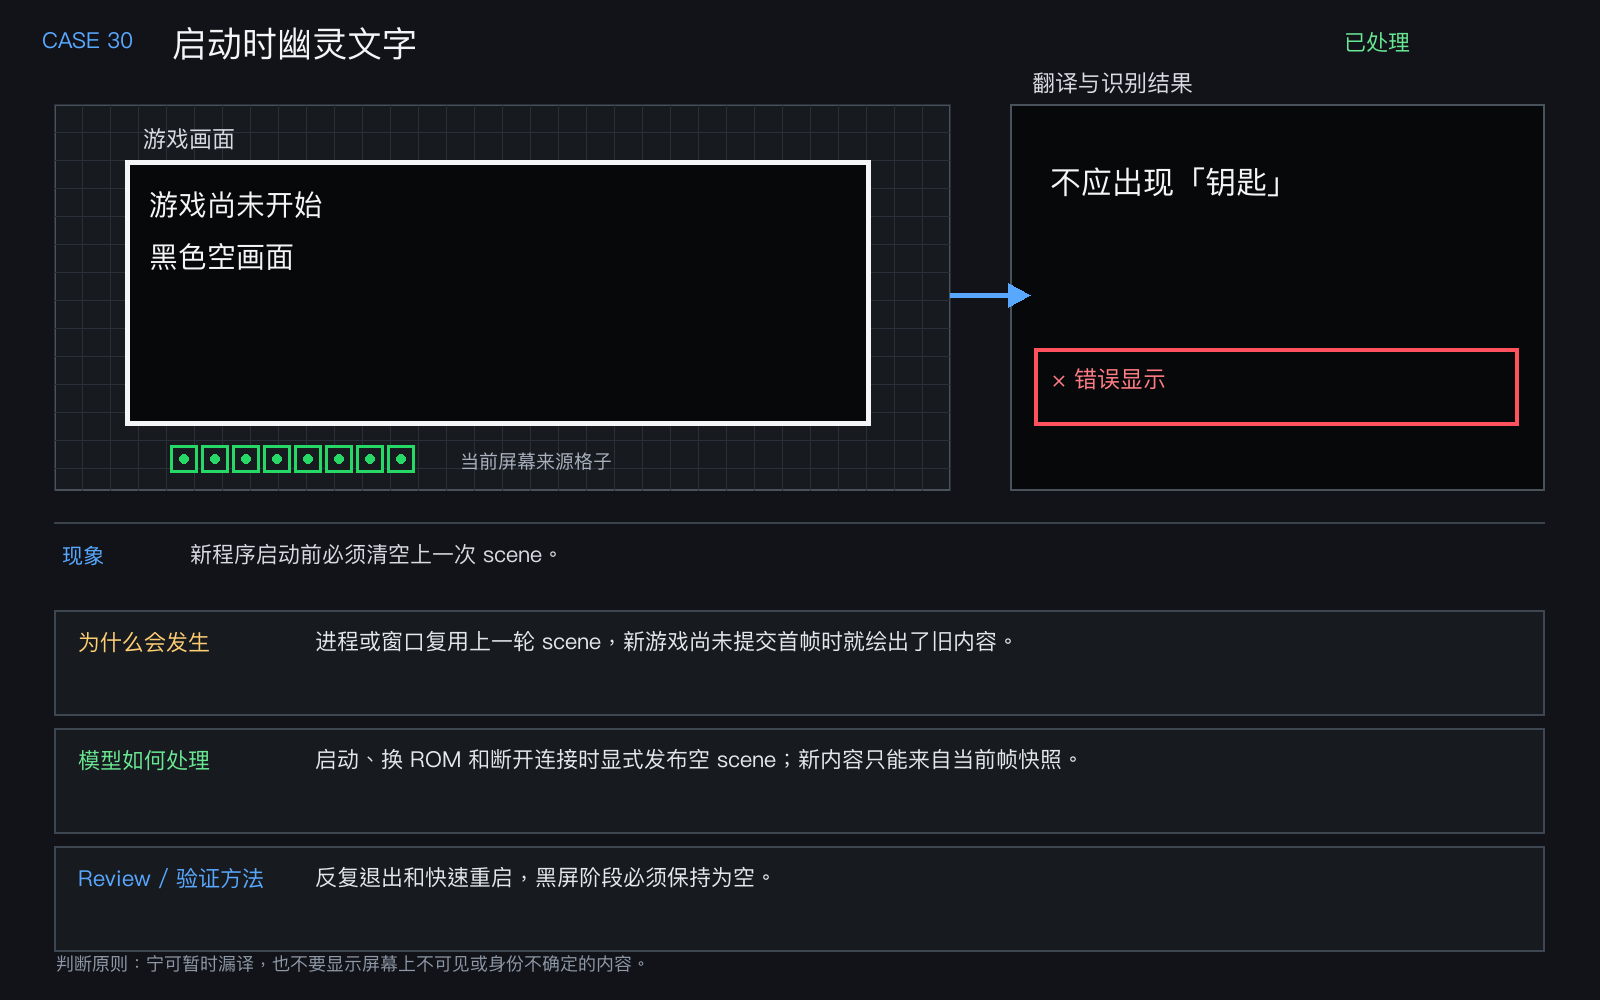 CASE 30
启动时幽灵文字
已处理
翻译与识别结果
游戏画面
游戏尚未开始
黑色空画面
不应出现「钥匙」
× 错误显示
当前屏幕来源格子
现象
新程序启动前必须清空上一次 scene。
为什么会发生
进程或窗口复用上一轮 scene，新游戏尚未提交首帧时就绘出了旧内容。
模型如何处理
启动、换 ROM 和断开连接时显式发布空 scene；新内容只能来自当前帧快照。
Review / 验证方法
反复退出和快速重启，黑屏阶段必须保持为空。
判断原则：宁可暂时漏译，也不要显示屏幕上不可见或身份不确定的内容。